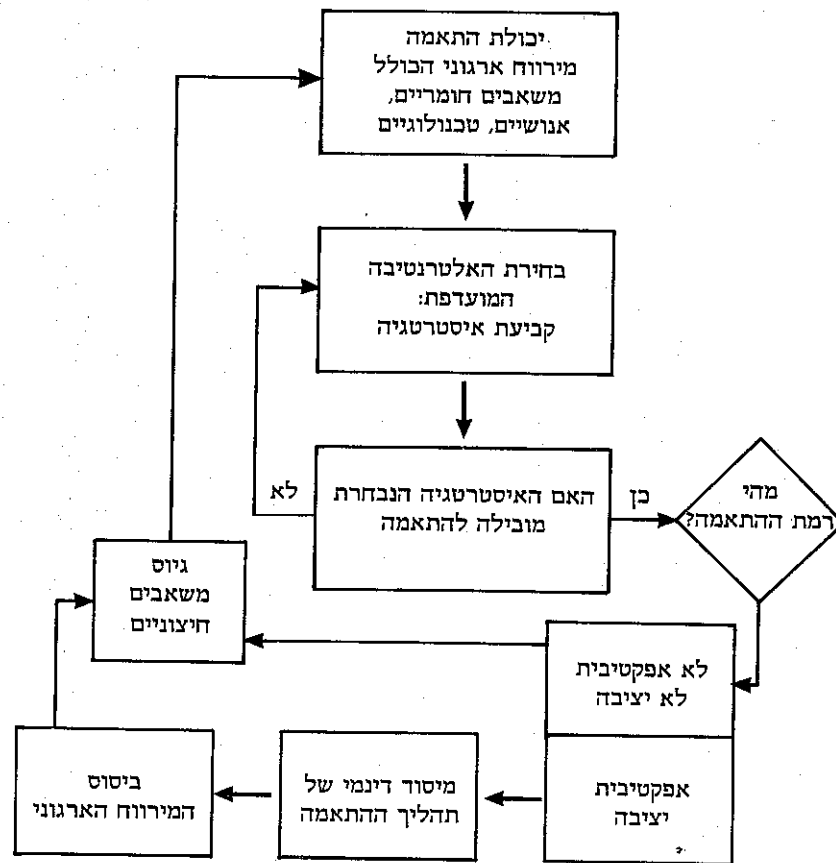 יכולת התאמה
מירווח ארגוני הכולל
משאבים חומריים,
אנושיים, טכנולוגיים
בחירת האלטרנטיבה
המועדפת:
קביעת איסטרטגיה
האם האיסטרטגיה הנבחרת
מובילה להתאמה
לא
כן
מהי
רמת ההתאמה?
גיוס
משאבים
חיצוניים
לא אפקטיבית
לא יציבה
אפקטיבית
יציבה
מיסוד דינמי של
תהליך ההתאמה
ביסוס
המירווח הארגוני